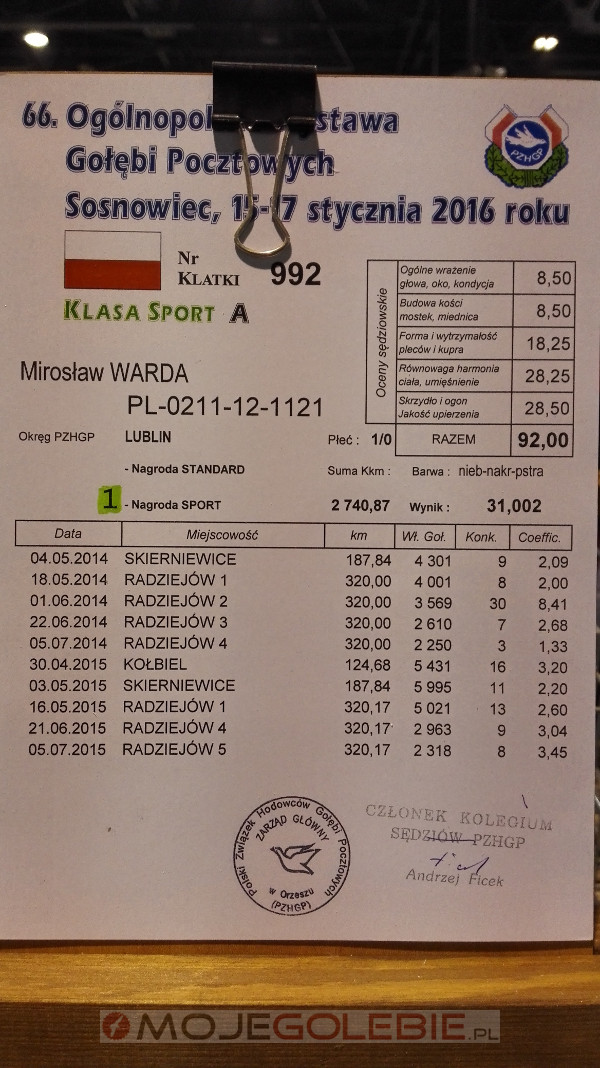 66. Ogólnopol stawa
Gołębi Pocztowych
Sosnowiec, 15-17 stycznia 2016 roku
PZHGP
Nr
KLATKI 992
KLASA SPORT A
Oceny sędziowskie
Ogólne wrażenie
głowa, oko, kondycja 8,50
Budowa kości
mostek, miednica 8,50
Forma i wytrzymałość
pleców i kupra 18,25
Równowaga harmonia
ciała, umięśnienie 28,25
Skrzydło i ogon
Jakość upierzenia 28,50
RAZEM 92,00
Mirosław WARDA
PL-0211-12-1121
Okręg PZHGP LUBLIN Płeć : 1/0
- Nagroda STANDARD Suma Kkm : Barwa : nieb-nakr-pstra
1 - Nagroda SPORT 2 740,87 Wynik : 31,002
Data Miejscowość km Wł. Goł. Konk. Coeffic.
04.05.2014 SKIERNIEWICE 187,84 4 301 9 2,09
18.05.2014 RADZIEJÓW 1 320,00 4 001 8 2,00
01.06.2014 RADZIEJÓW 2 320,00 3 569 30 8,41
22.06.2014 RADZIEJÓW 3 320,00 2 610 7 2,68
05.07.2014 RADZIEJÓW 4 320,00 2 250 3 1,33
30.04.2015 KOŁBIEL 124,68 5 431 16 3,20
03.05.2015 SKIERNIEWICE 187,84 5 995 11 2,20
16.05.2015 RADZIEJÓW 1 320,17 5 021 13 2,60
21.06.2015 RADZIEJÓW 4 320,17 2 963 9 3,04
05.07.2015 RADZIEJÓW 5 320,17 2 318 8 3,45
Polski Związek Hodowców Gołębi Pocztowych
ZARZĄD GŁÓWNY
w Orzeszu
(PZHGP)
CZŁONEK KOLEGIUM
SĘDZIÓW PZHGP
Andrzej Ficek
MOJEGOLEBIE.PL